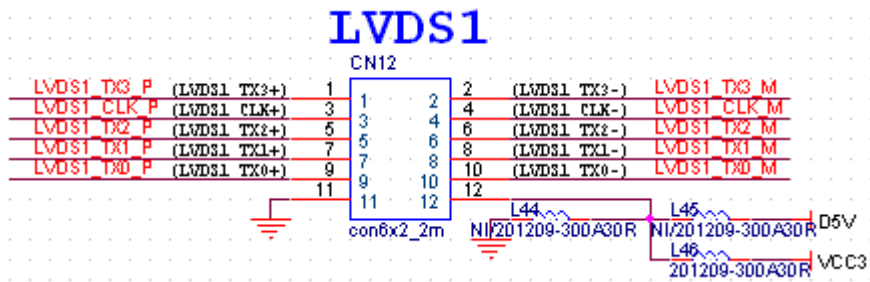 LVDS1
CN12
LVDS1_TX3_P (LVDS1 TX3+) 1 1 2 2 (LVDS1 TX3-) LVDS1_TX3_M
LVDS1_CLK_P (LVDS1 CLK+) 3 3 4 4 (LVDS1 CLK-) LVDS1_CLK_M
LVDS1_TX2_P (LVDS1 TX2+) 5 5 6 6 (LVDS1 TX2-) LVDS1_TX2_M
LVDS1_TX1_P (LVDS1 TX1+) 7 7 8 8 (LVDS1 TX1-) LVDS1_TX1_M
LVDS1_TX0_P (LVDS1 TX0+) 9 9 10 10 (LVDS1 TX0-) LVDS1_TX0_M
11 11 12 12
con6x2_2m
L44 L45
NI/201209-300A30R NI/201209-300A30R D5V
L46
201209-300A30R VCC3